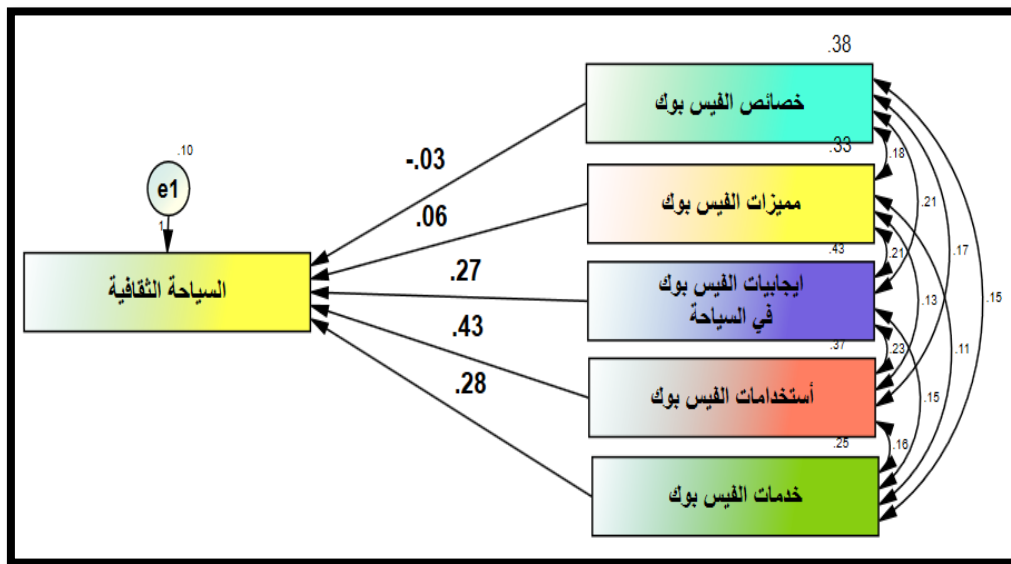 .38
خصائص الفيس بوك
.33
.18
-.03
.10
e1
1
.06
مميزات الفيس بوك
.21
.43
.21
.17
السياحة الثقافية
.27
ايجابيات الفيس بوك
في السياحة
.13
.15
.37
.23
.11
.43
أستخدامات الفيس بوك
.15
.28
.25
.16
خدمات الفيس بوك